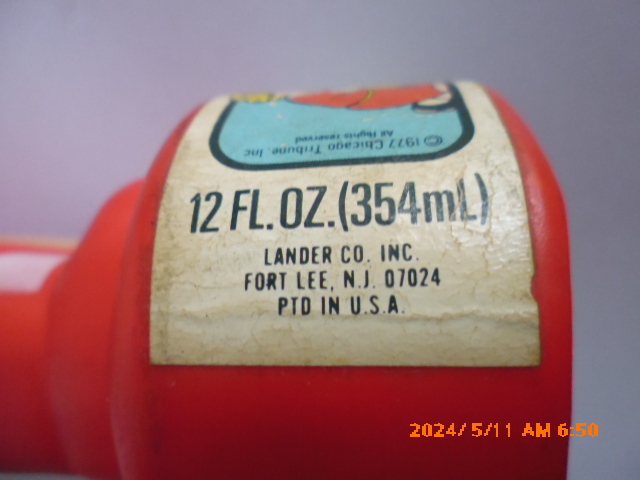 © 1977 Chicago Tribune, Inc
All Rights reserved
12 FL. OZ. (354mL)
LANDER CO. INC.
FORT LEE, N.J. 07024
PTD IN U.S.A.
2024/ 5/11 AM 6:50